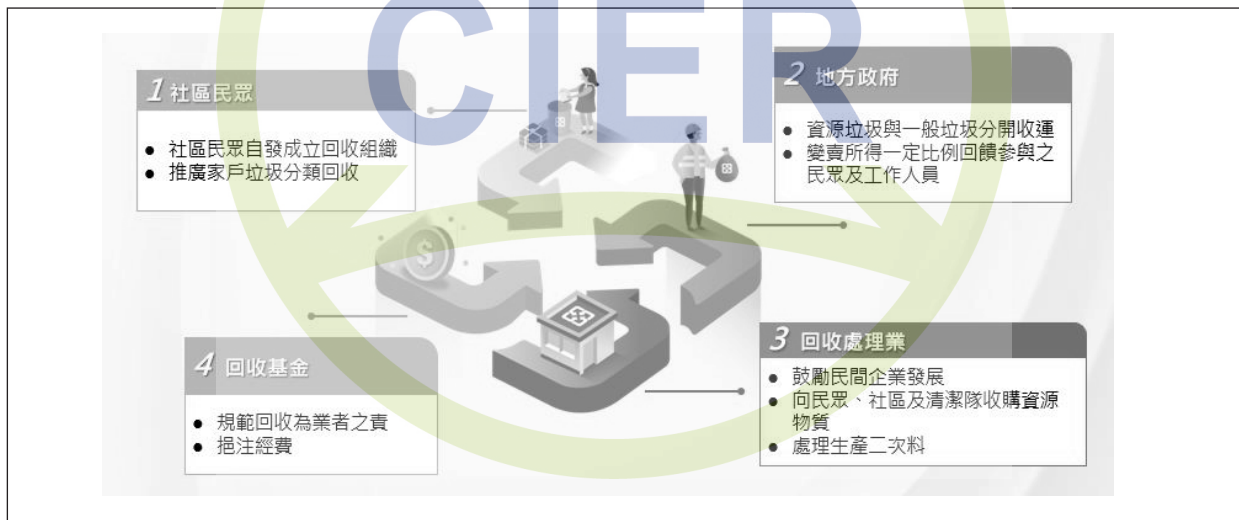 CIER
1 社區民眾
● 社區民眾自發成立回收組織
● 推廣家戶垃圾分類回收
2 地方政府
● 資源垃圾與一般垃圾分開收運
● 變賣所得一定比例回饋參與之
民眾及工作人員
3 回收處理業
● 鼓勵民間企業發展
● 向民眾、社區及清潔隊收購資源
物質
● 處理生產二次料
4 回收基金
● 規範回收為業者之責
● 挹注經費
$